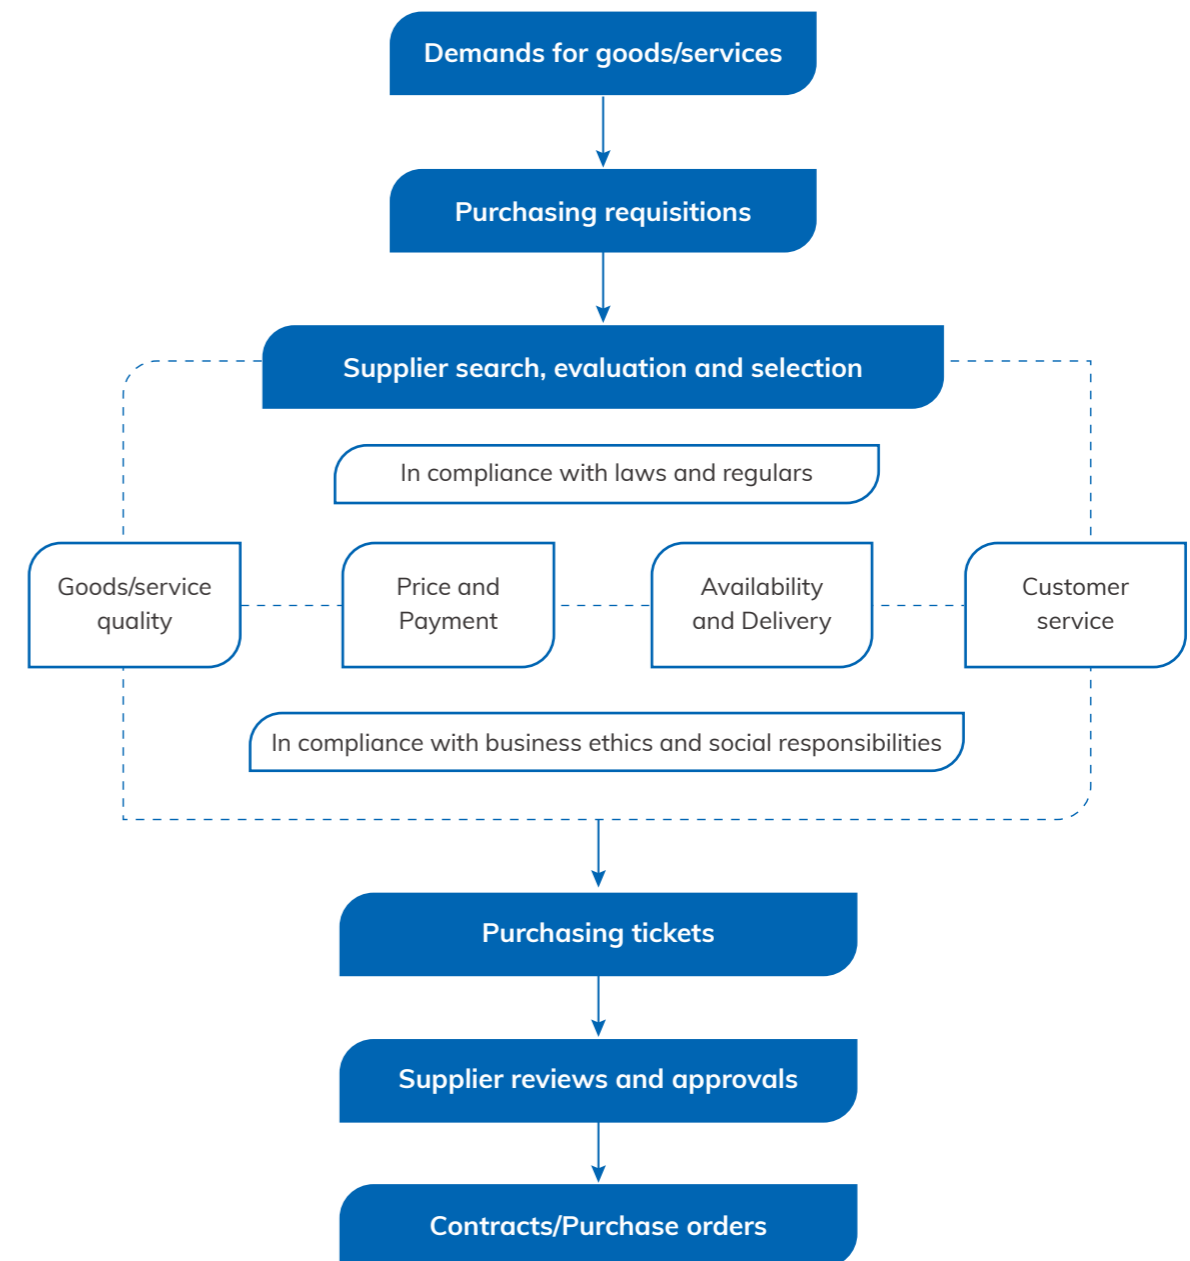 Demands for goods/services
Purchasing requisitions
Supplier search, evaluation and selection
In compliance with laws and regulars
Goods/service
quality
Price and
Payment
Availability
and Delivery
Customer
service
In compliance with business ethics and social responsibilities
Purchasing tickets
Supplier reviews and approvals
Contracts/Purchase orders